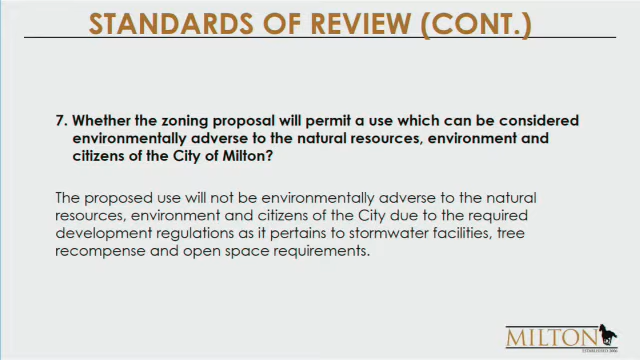 STANDARDS OF REVIEW (CONT.)
7. Whether the zoning proposal will permit a use which can be considered
environmentally adverse to the natural resources, environment and
citizens of the City of Milton?
The proposed use will not be environmentally adverse to the natural
resources, environment and citizens of the City due to the required
development regulations as it pertains to stormwater facilities, tree
recompense and open space requirements.
MILTON